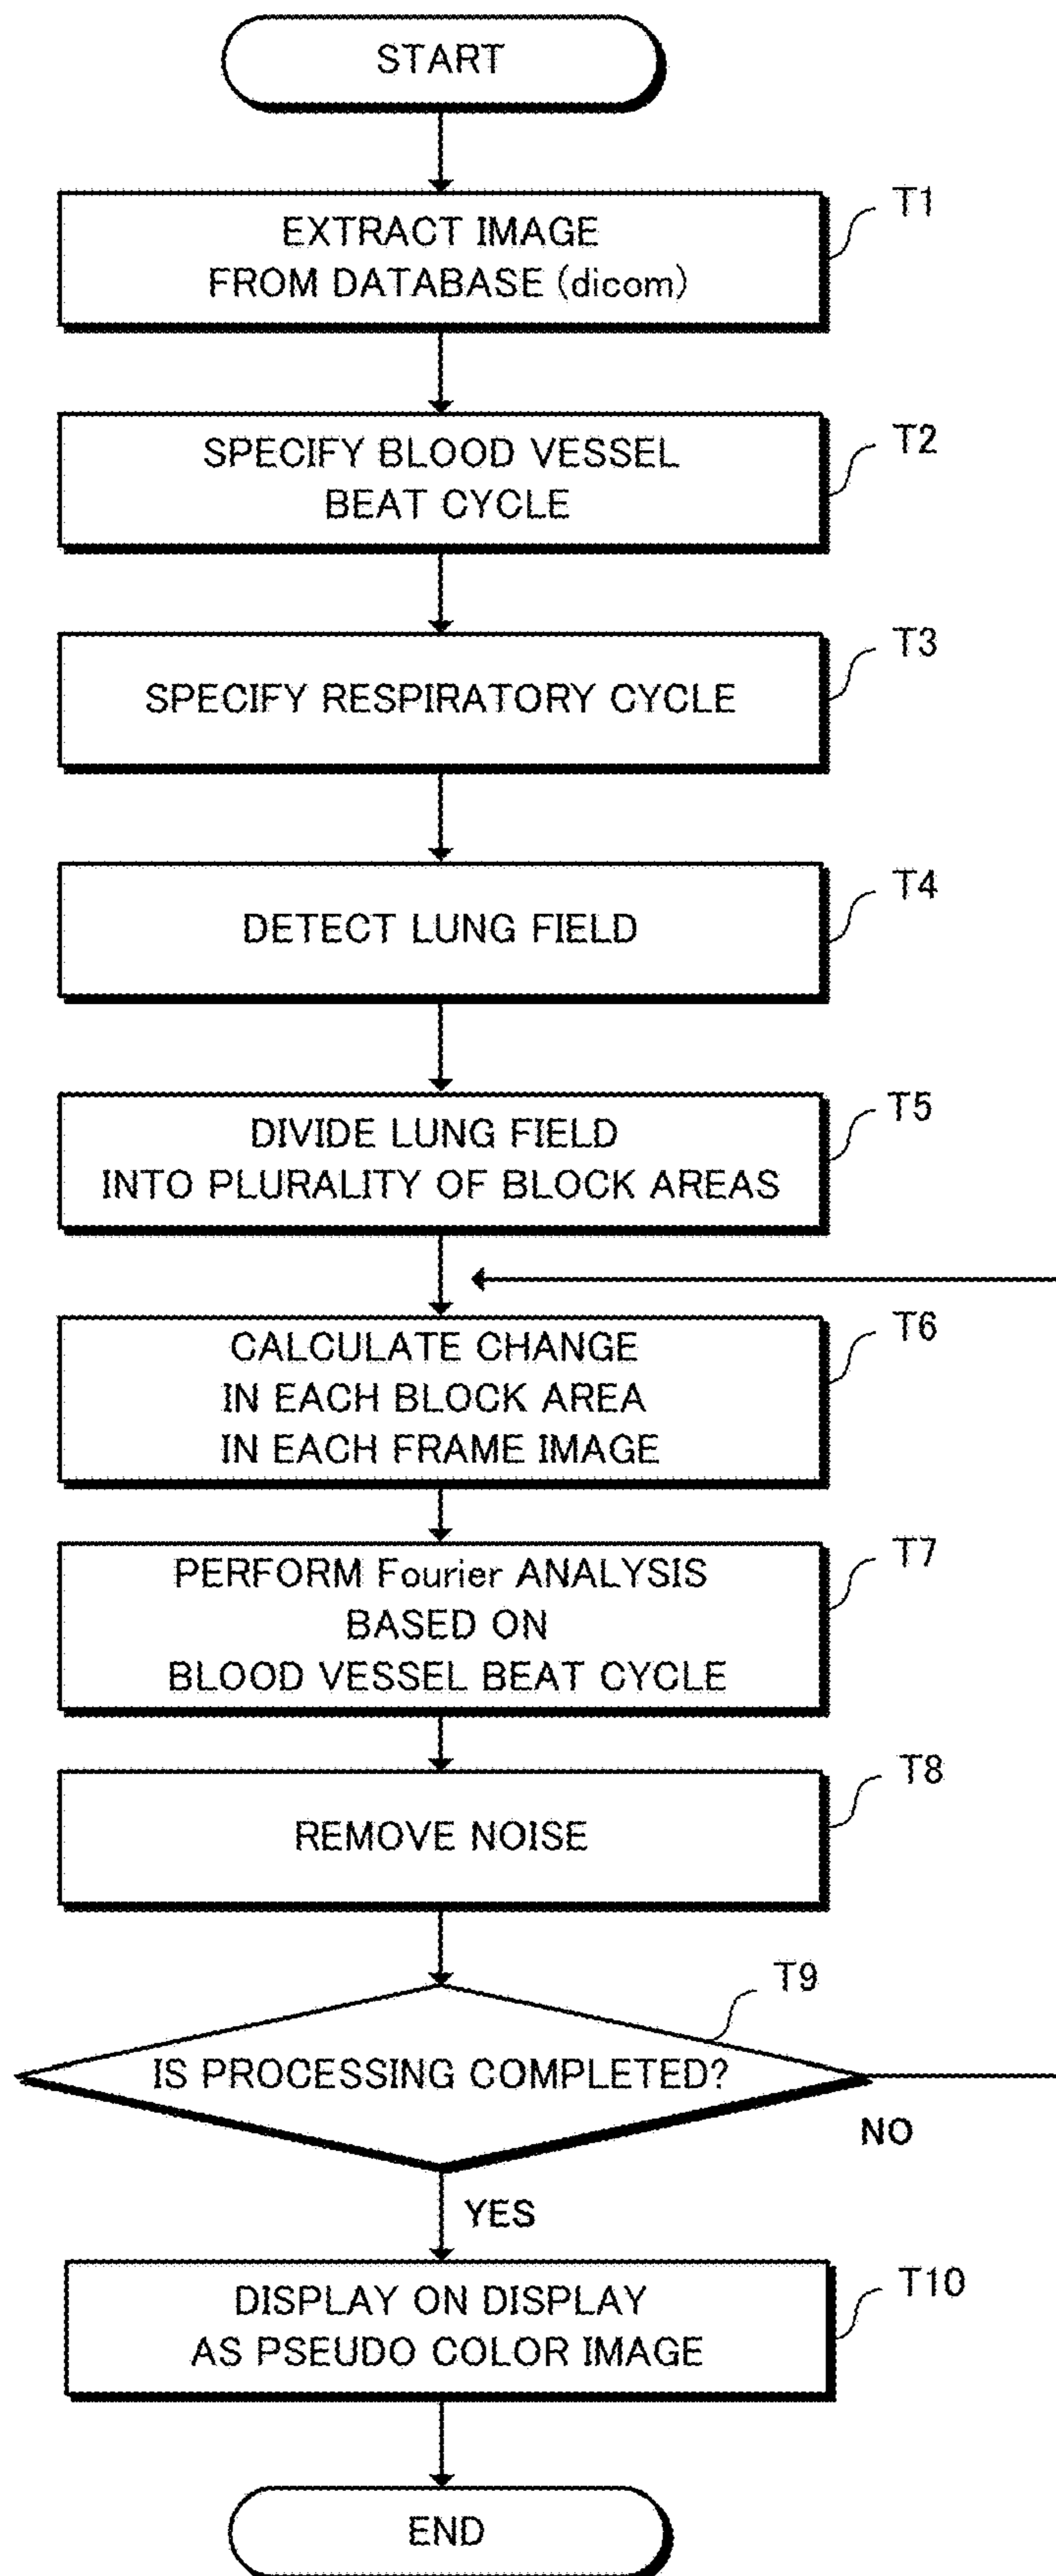 START
EXTRACT IMAGE
FROM DATABASE (dicom)
T1
SPECIFY BLOOD VESSEL
BEAT CYCLE
T2
SPECIFY RESPIRATORY CYCLE
T3
DETECT LUNG FIELD
T4
DIVIDE LUNG FIELD
INTO PLURALITY OF BLOCK AREAS
T5
CALCULATE CHANGE
IN EACH BLOCK AREA
IN EACH FRAME IMAGE
T6
PERFORM Fourier ANALYSIS
BASED ON
BLOOD VESSEL BEAT CYCLE
T7
REMOVE NOISE
T8
IS PROCESSING COMPLETED?
T9
NO
YES
DISPLAY ON DISPLAY
AS PSEUDO COLOR IMAGE
T10
END